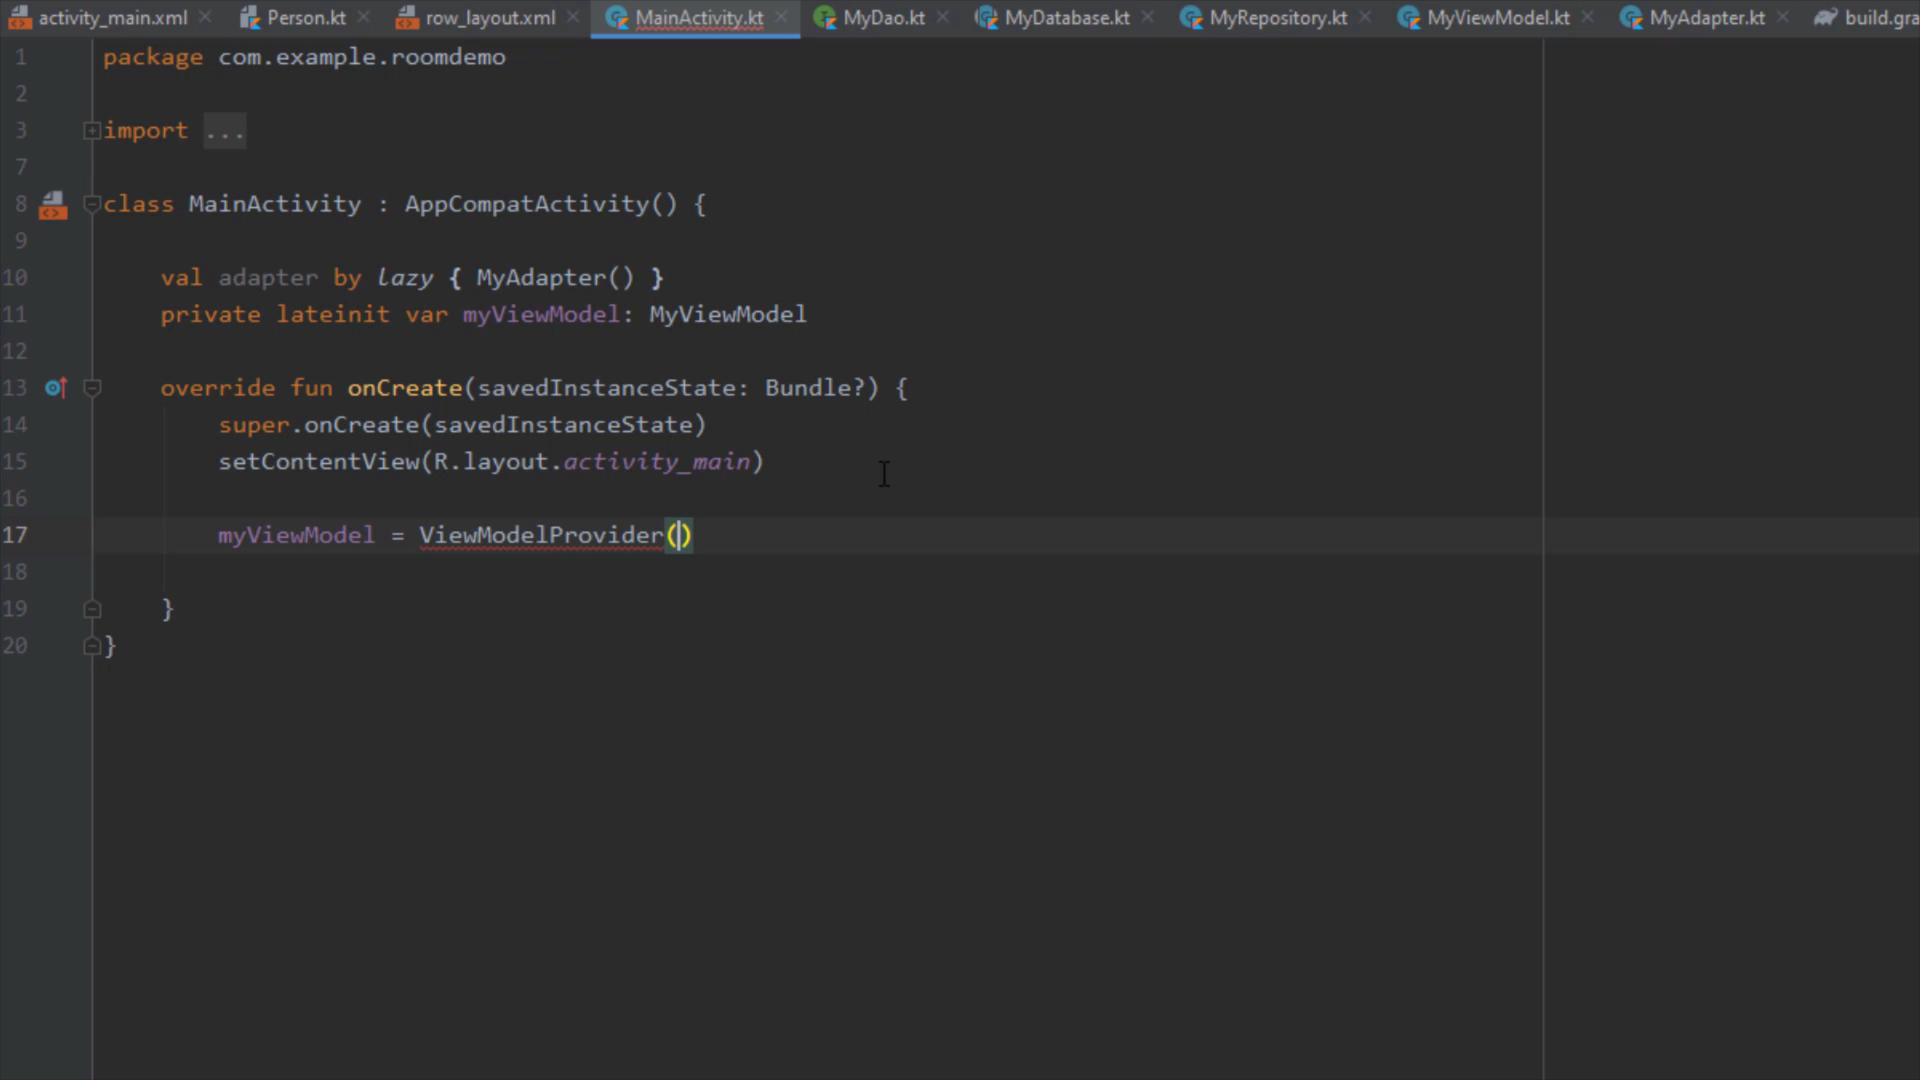 activity_main.xml Person.kt row_layout.xml MainActivity.kt MyDao.kt MyDatabase.kt MyRepository.kt MyViewModel.kt MyAdapter.kt build.gra
1 package com.example.roomdemo
2
3 import ...
7
8 class MainActivity : AppCompatActivity() {
9
10 val adapter by lazy { MyAdapter() }
11 private lateinit var myViewModel: MyViewModel
12
13 override fun onCreate(savedInstanceState: Bundle?) {
14 super.onCreate(savedInstanceState)
15 setContentView(R.layout.activity_main)
16
17 myViewModel = ViewModelProvider()
18
19 }
20 }